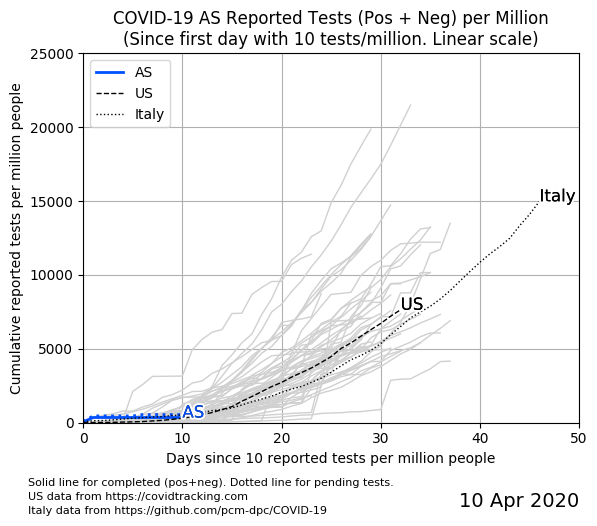 COVID-19 AS Reported Tests (Pos + Neg) per Million
(Since first day with 10 tests/million. Linear scale)
Cumulative reported tests per million people
25000
20000
15000
10000
5000
0
AS
US
Italy
Italy
US
AS
0
10
20
30
40
50
Days since 10 reported tests per million people
Solid line for completed (pos+neg). Dotted line for pending tests.
US data from https://covidtracking.com
Italy data from https://github.com/pcm-dpc/COVID-19
10 Apr 2020